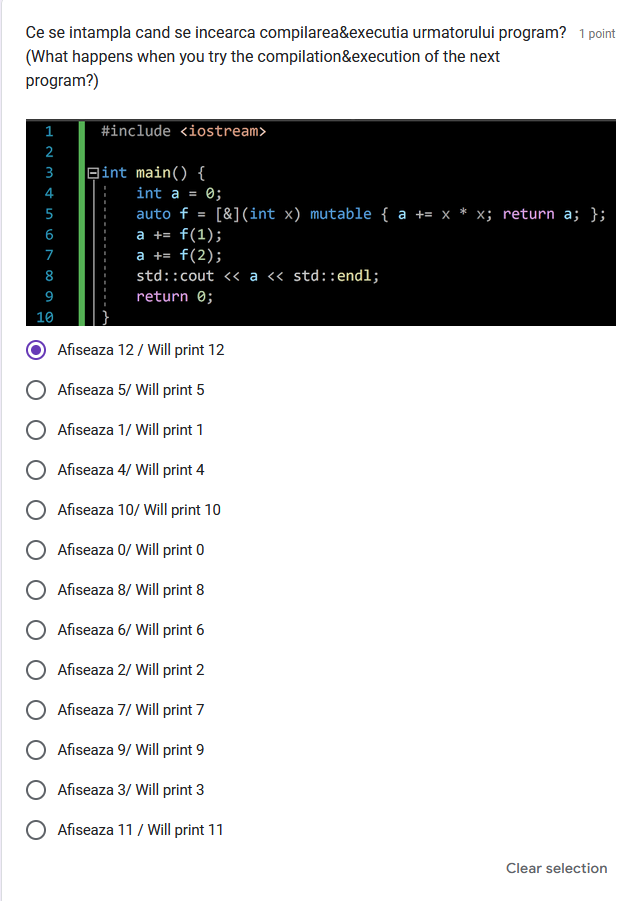 Ce se intampla cand se incearca compilarea&executia urmatorului program? 1 point
(What happens when you try the compilation&execution of the next
program?)
1 #include <iostream>
2
3 int main() {
4 int a = 0;
5 auto f = [&](int x) mutable { a += x * x; return a; };
6 a += f(1);
7 a += f(2);
8 std::cout << a << std::endl;
9 return 0;
10 }
Afiseaza 12 / Will print 12
Afiseaza 5/ Will print 5
Afiseaza 1/ Will print 1
Afiseaza 4/ Will print 4
Afiseaza 10/ Will print 10
Afiseaza 0/ Will print 0
Afiseaza 8/ Will print 8
Afiseaza 6/ Will print 6
Afiseaza 2/ Will print 2
Afiseaza 7/ Will print 7
Afiseaza 9/ Will print 9
Afiseaza 3/ Will print 3
Afiseaza 11 / Will print 11
Clear selection